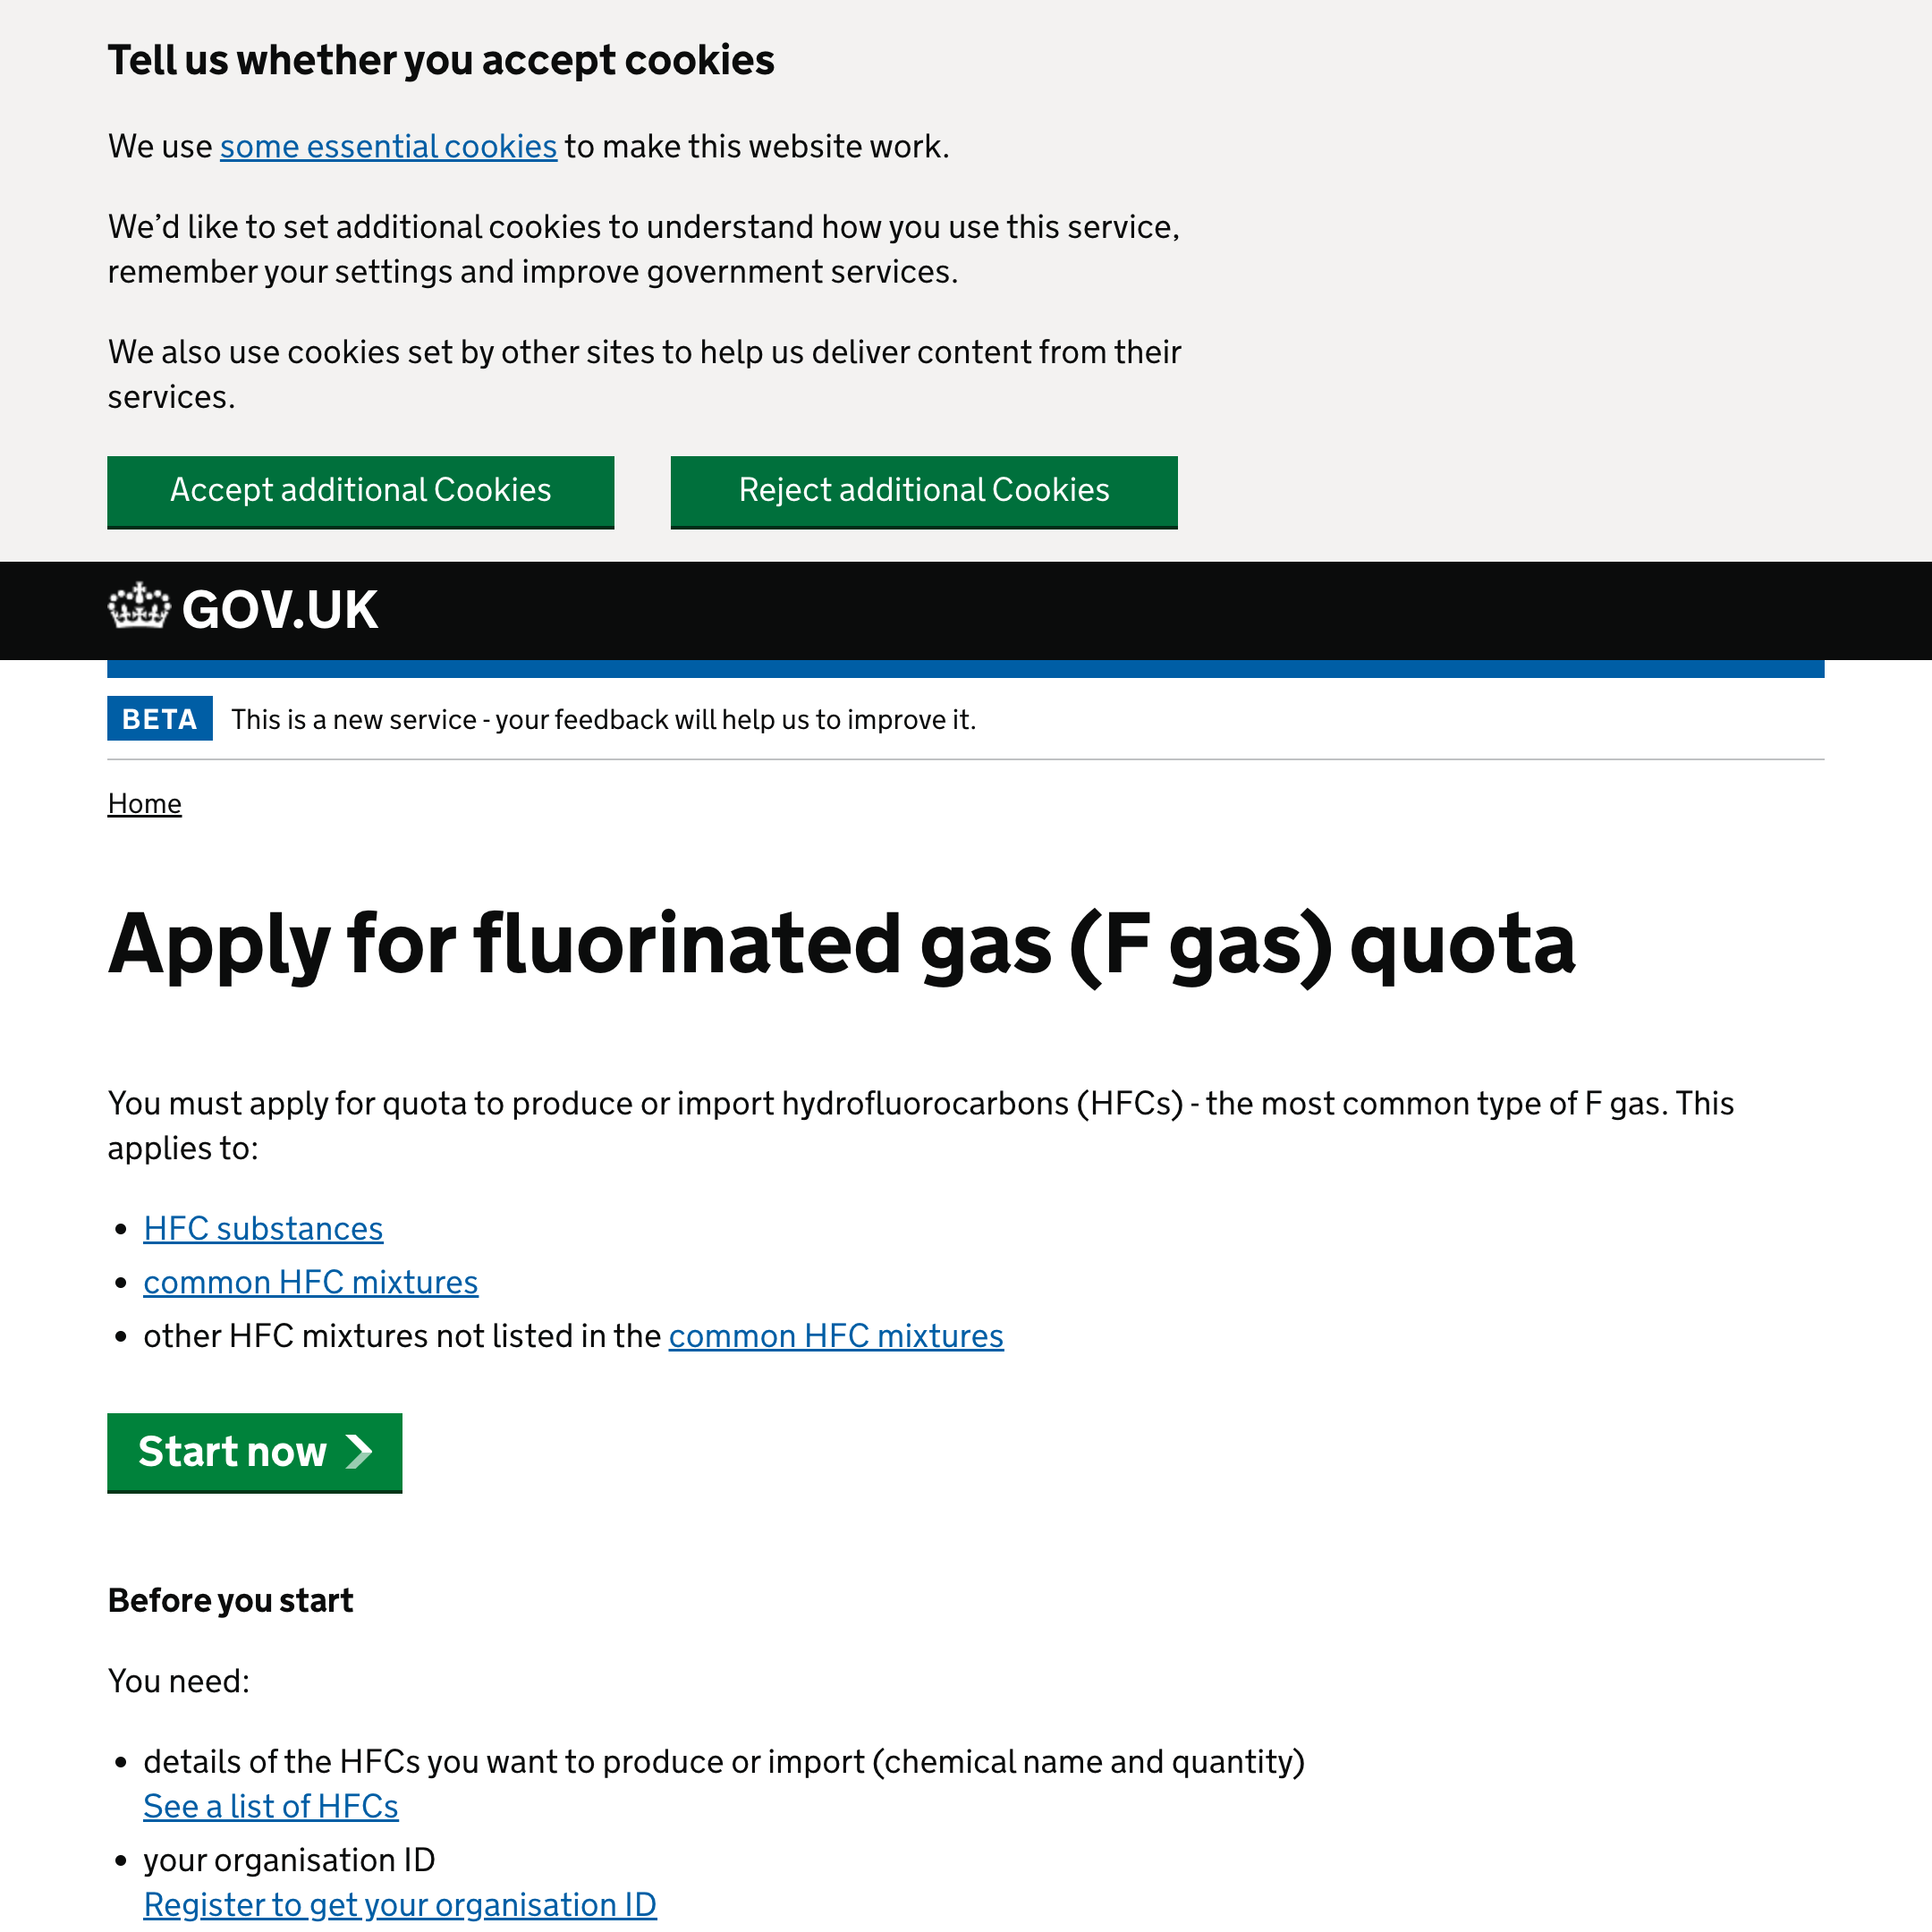 Tell us whether you accept cookies
We use some essential cookies to make this website work.
We’d like to set additional cookies to understand how you use this service,
remember your settings and improve government services.
We also use cookies set by other sites to help us deliver content from their
services.
Accept additional Cookies
Reject additional Cookies
GOV.UK
BETA This is a new service - your feedback will help us to improve it.
Home
Apply for fluorinated gas (F gas) quota
You must apply for quota to produce or import hydrofluorocarbons (HFCs) - the most common type of F gas. This
applies to:
HFC substances
common HFC mixtures
other HFC mixtures not listed in the common HFC mixtures
Start now
Before you start
You need:
details of the HFCs you want to produce or import (chemical name and quantity)
See a list of HFCs
your organisation ID
Register to get your organisation ID